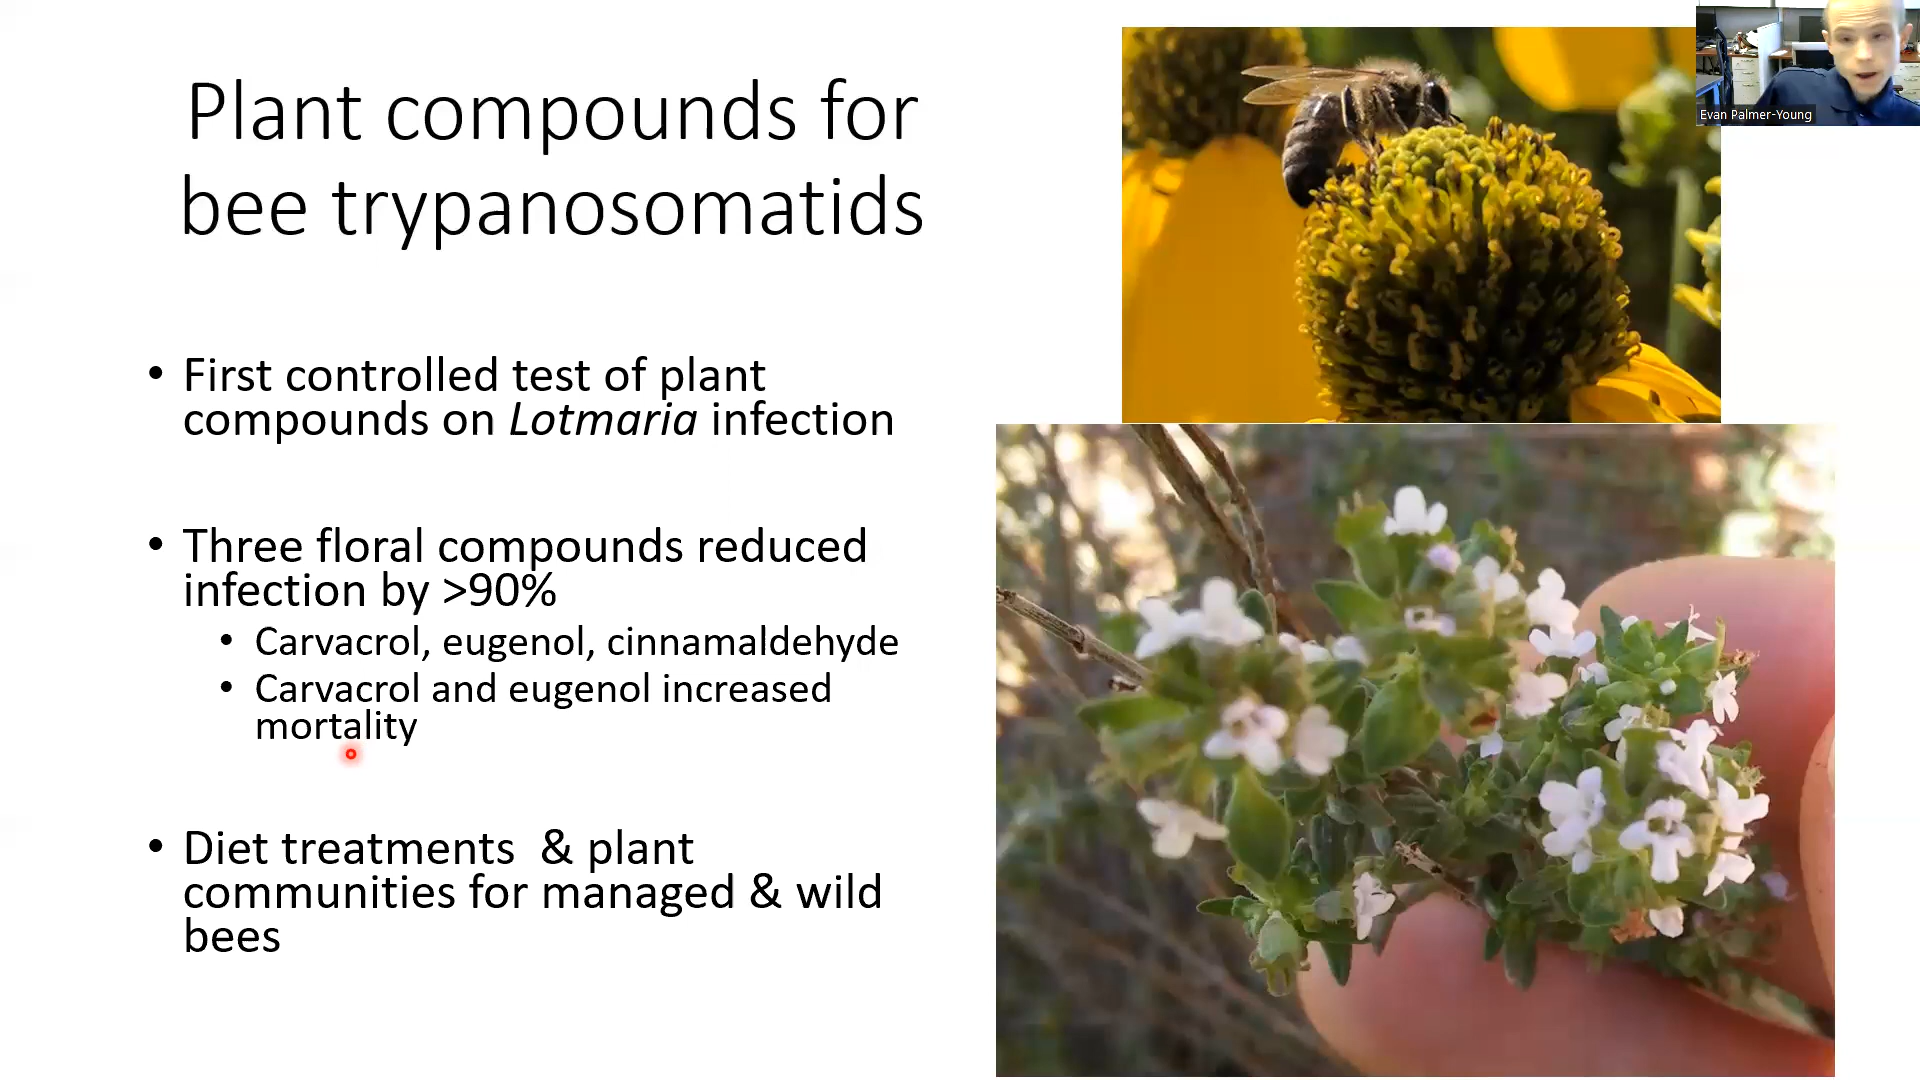 Plant compounds for
bee trypanosomatids
• First controlled test of plant
compounds on Lotmaria infection
• Three floral compounds reduced
infection by >90%
• Carvacrol, eugenol, cinnamaldehyde
• Carvacrol and eugenol increased
mortality
• Diet treatments  & plant
communities for managed & wild
bees
Evan Palmer-Young